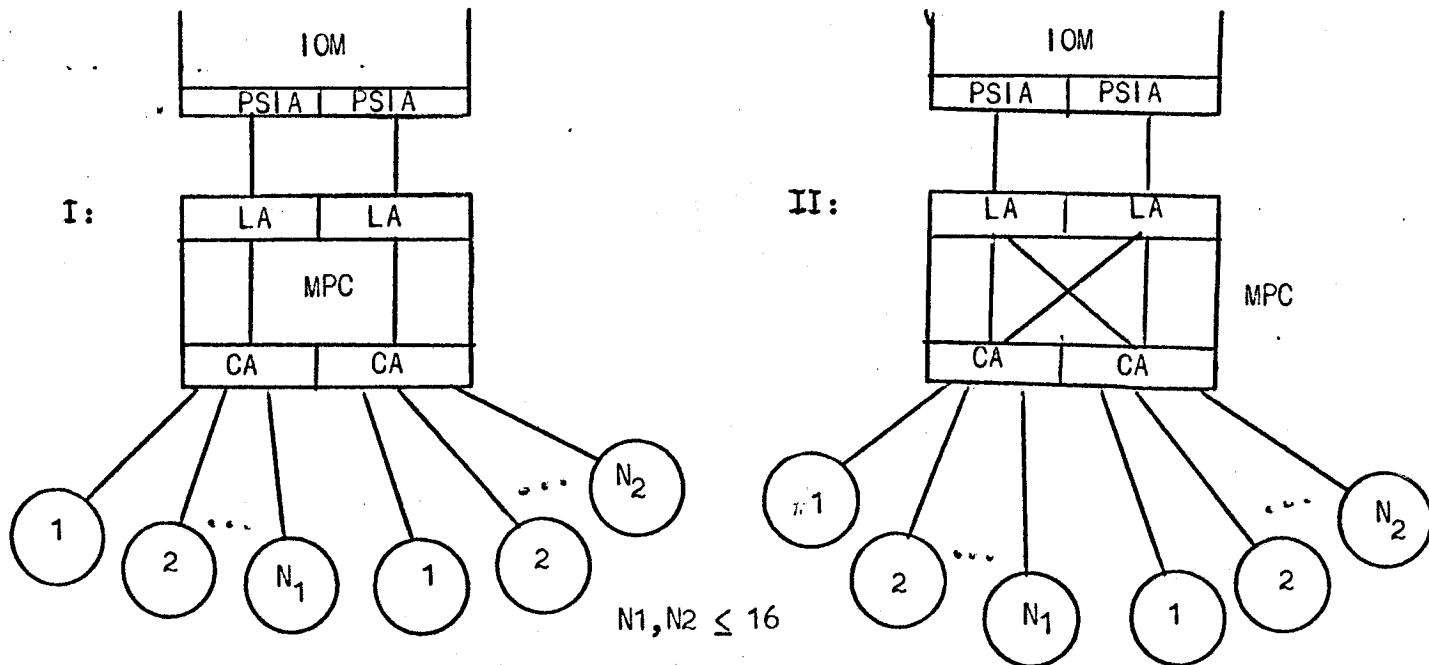 IOM
PSIA PSIA
I:
LA LA
MPC
CA CA
1
2
...
N1
1
2
...
N2
IOM
PSIA PSIA
II:
LA LA
MPC
CA CA
1
2
...
N1
1
2
...
N2
N1,N2 ≤ 16